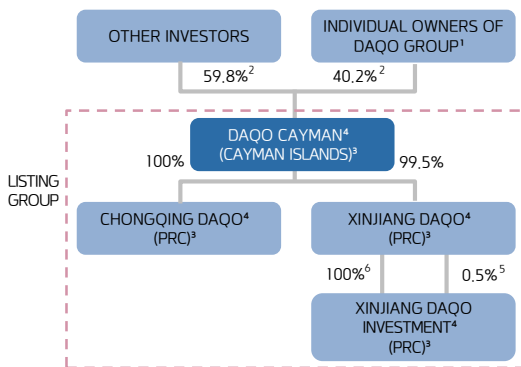 OTHER INVESTORS
INDIVIDUAL OWNERS OF
DAQO GROUP¹
59.8%²
40.2%²
DAQO CAYMAN⁴
(CAYMAN ISLANDS)³
100%
99.5%
LISTING
GROUP
CHONGQING DAQO⁴
(PRC)³
XINJIANG DAQO⁴
(PRC)³
100%⁶
0.5%⁵
XINJIANG DAQO
INVESTMENT⁴
(PRC)³